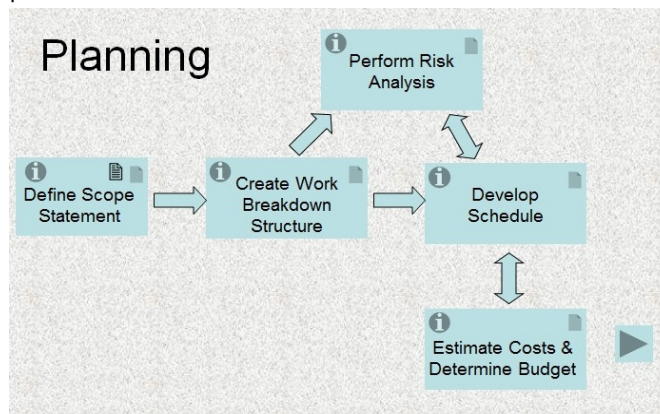 Planning
Perform Risk
Analysis
Define Scope
Statement
Create Work
Breakdown
Structure
Develop
Schedule
Estimate Costs &
Determine Budget